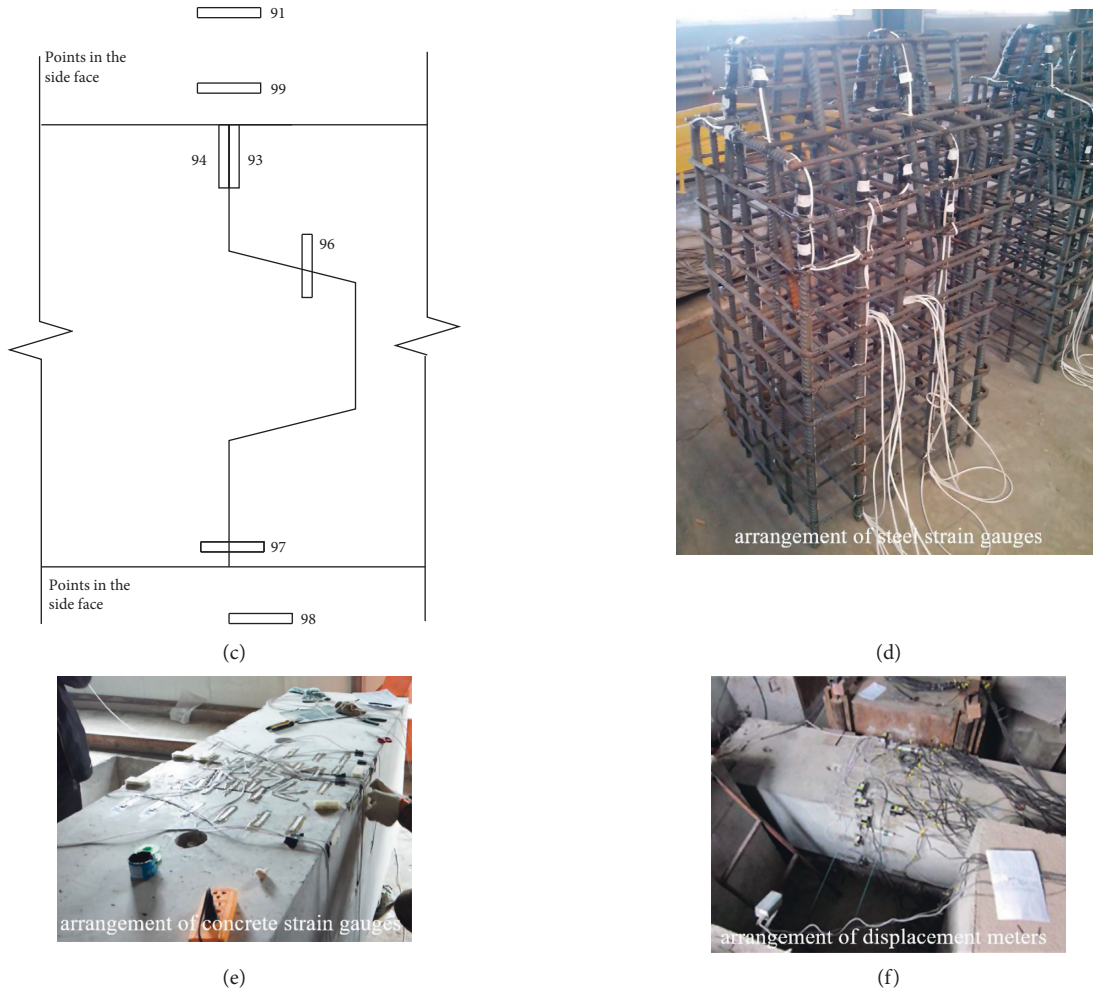 91
Points in the
side face
99
94
93
96
97
Points in the
side face
98
(c)
arrangement of steel strain gauges
(d)
arrangement of concrete strain gauges
(e)
arrangement of displacement meters
(f)